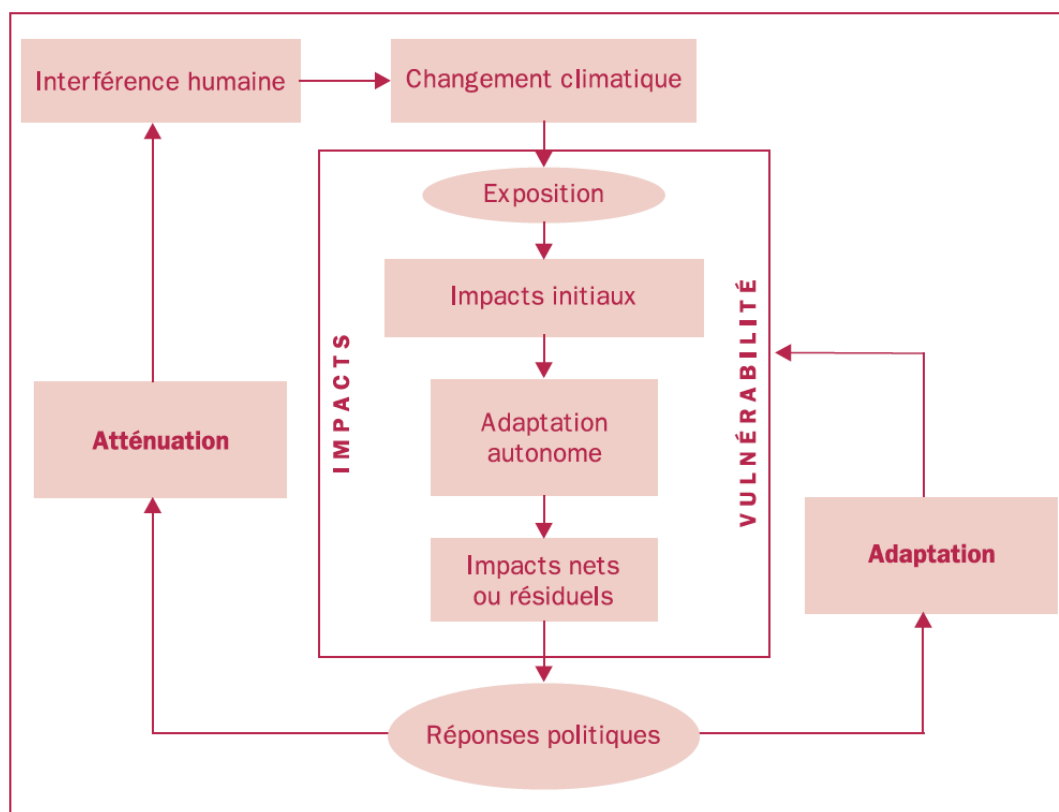 Interférence humaine
Changement climatique
Exposition
Impacts initiaux
IMPACTS
VULNÉRABILITÉ
Adaptation
autonome
Atténuation
Adaptation
Impacts nets
ou résiduels
Réponses politiques